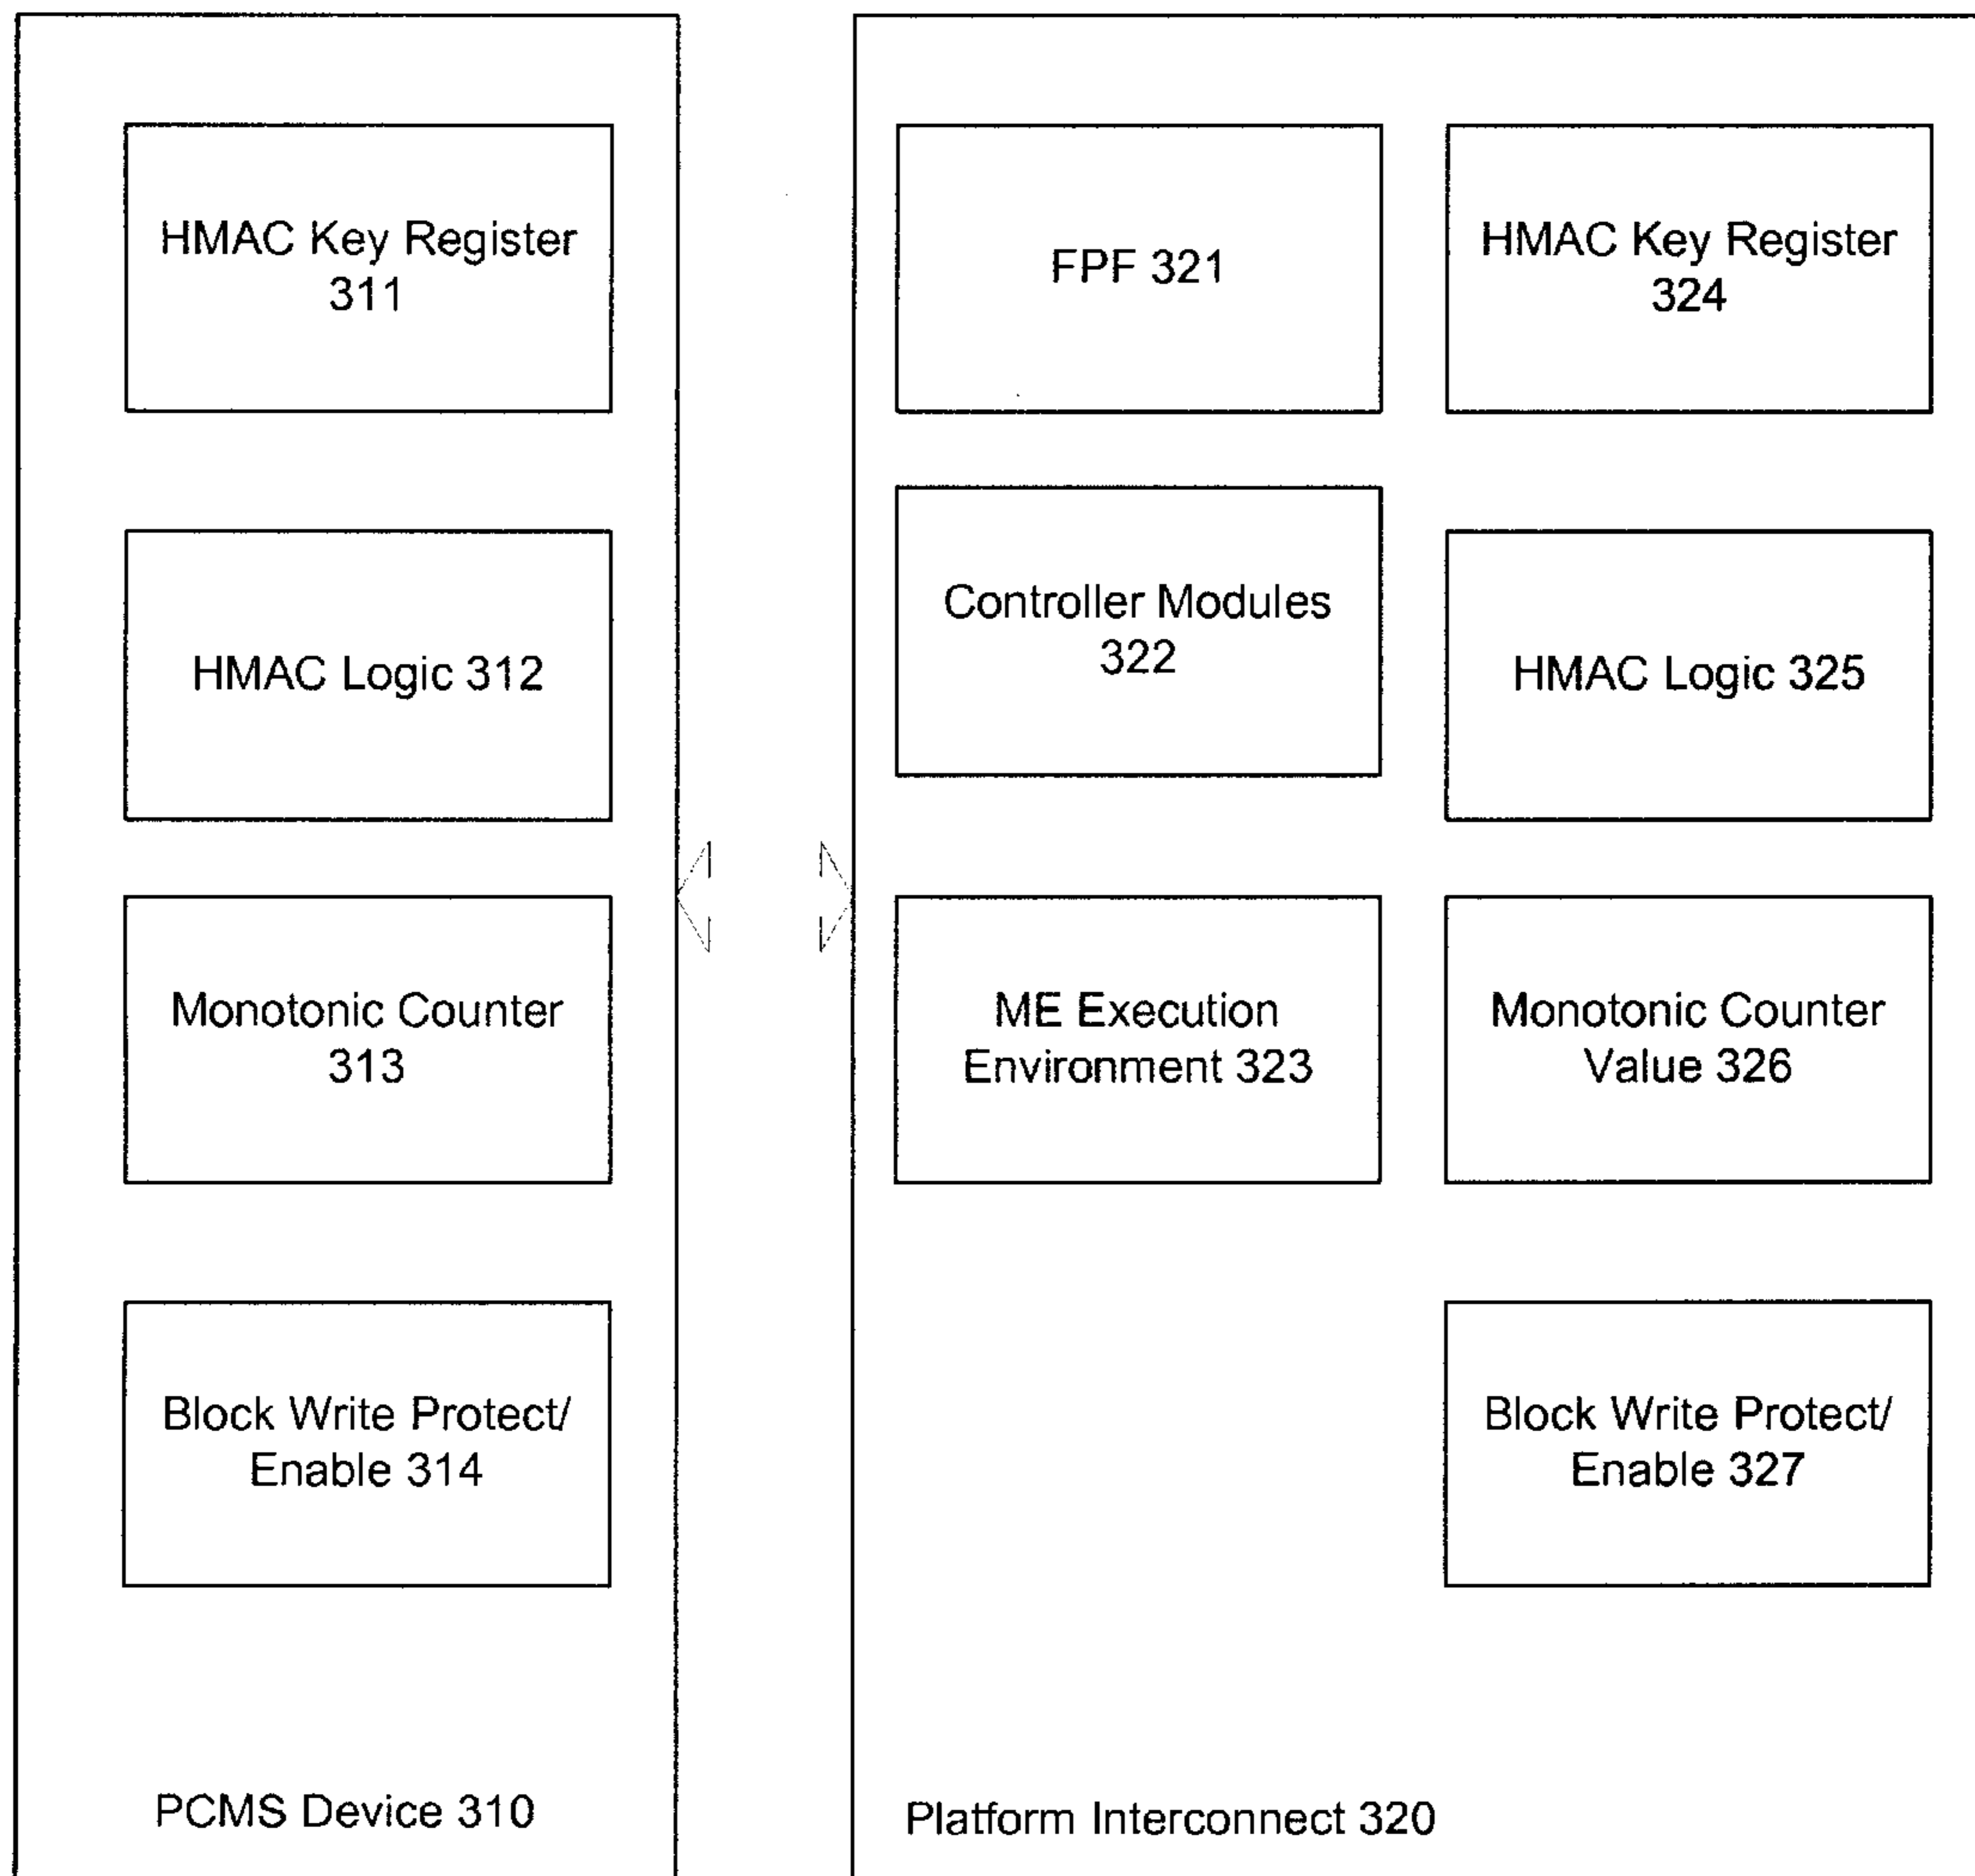 HMAC Key Register
311
HMAC Logic 312
Monotonic Counter
313
Block Write Protect/
Enable 314
PCMS Device 310
FPF 321
Controller Modules
322
ME Execution
Environment 323
HMAC Key Register
324
HMAC Logic 325
Monotonic Counter
Value 326
Block Write Protect/
Enable 327
Platform Interconnect 320